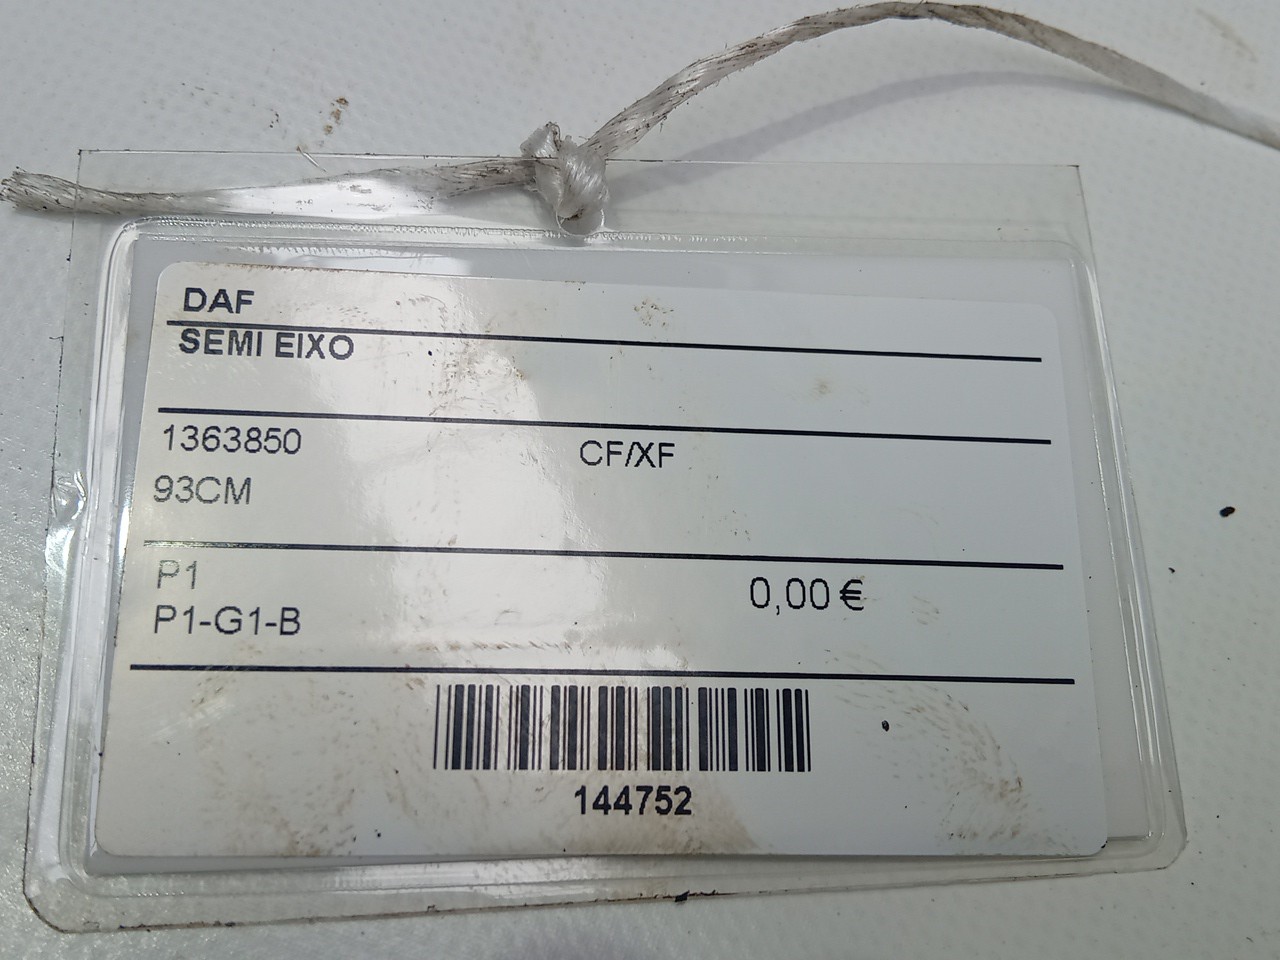 DAF
SEMI EIXO
1363850 CF/XF
93CM
P1 0,00 €
P1-G1-B
144752